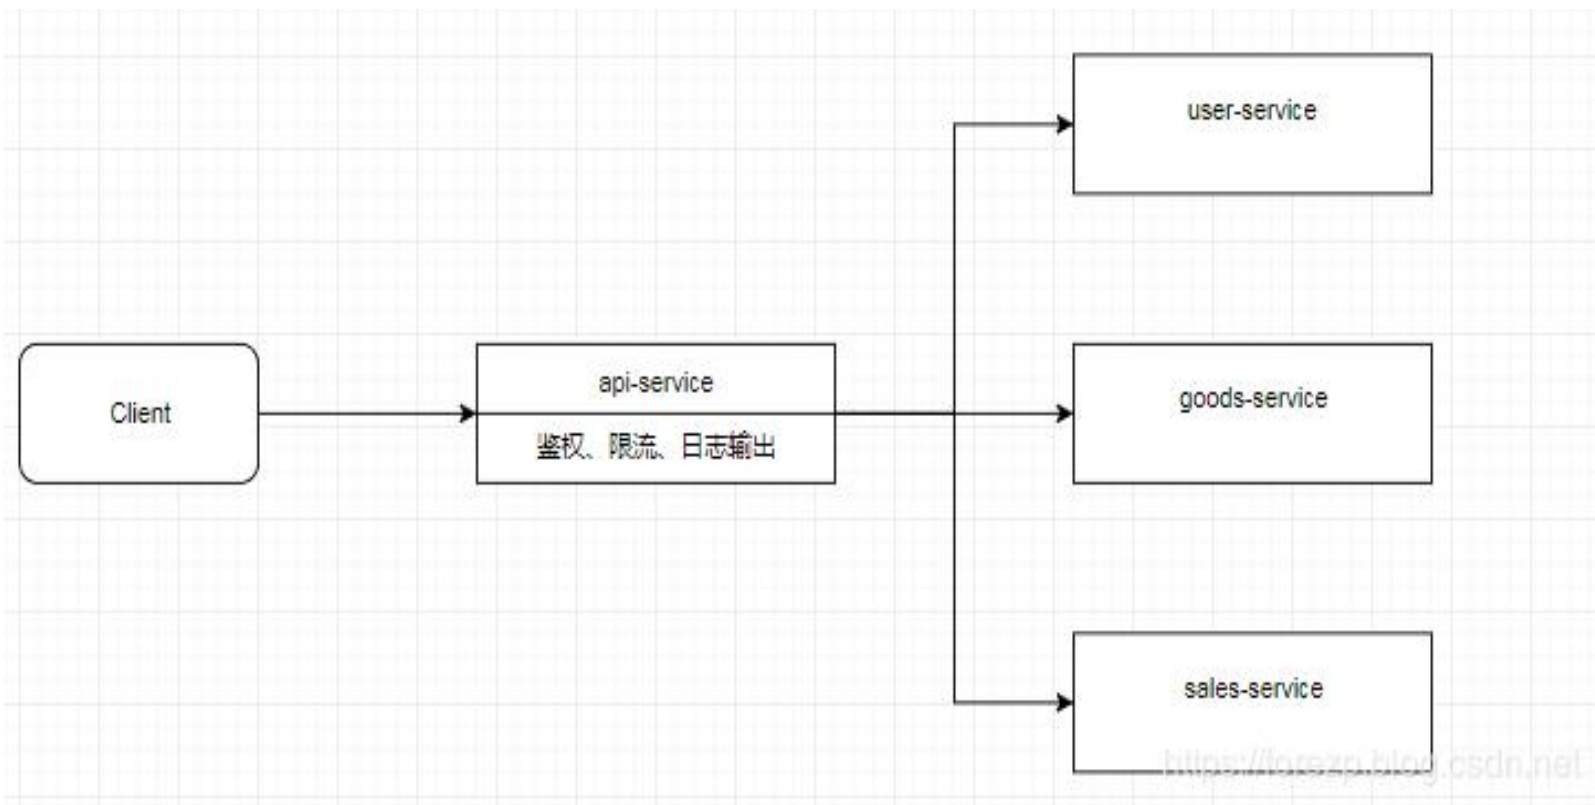 user-service
Client
api-service
鉴权、限流、日志输出
goods-service
sales-service
https://forezp.blog.csdn.net